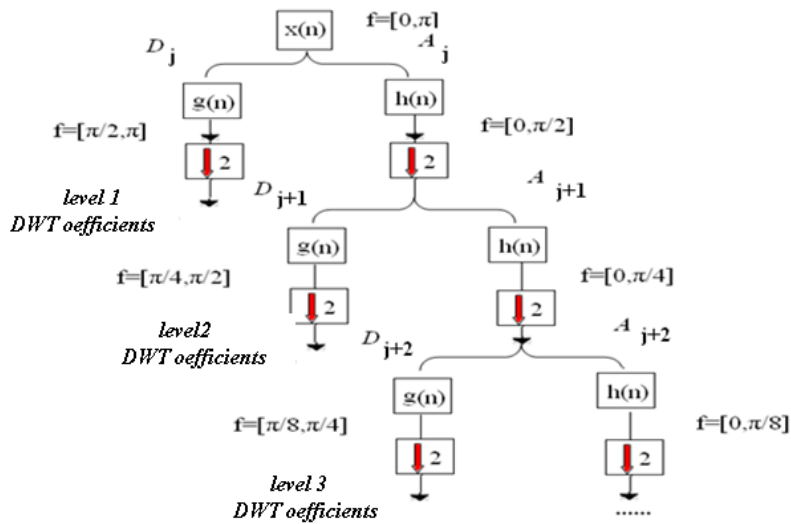 x(n)
f=[0,π]
D j
A j
g(n)
h(n)
f=[π/2,π]
f=[0,π/2]
2
2
level 1
DWT oefficients
D j+1
A j+1
g(n)
h(n)
f=[π/4,π/2]
f=[0,π/4]
2
2
level2
DWT oefficients
D j+2
A j+2
g(n)
h(n)
f=[π/8,π/4]
f=[0,π/8]
2
2
level 3
DWT oefficients
......